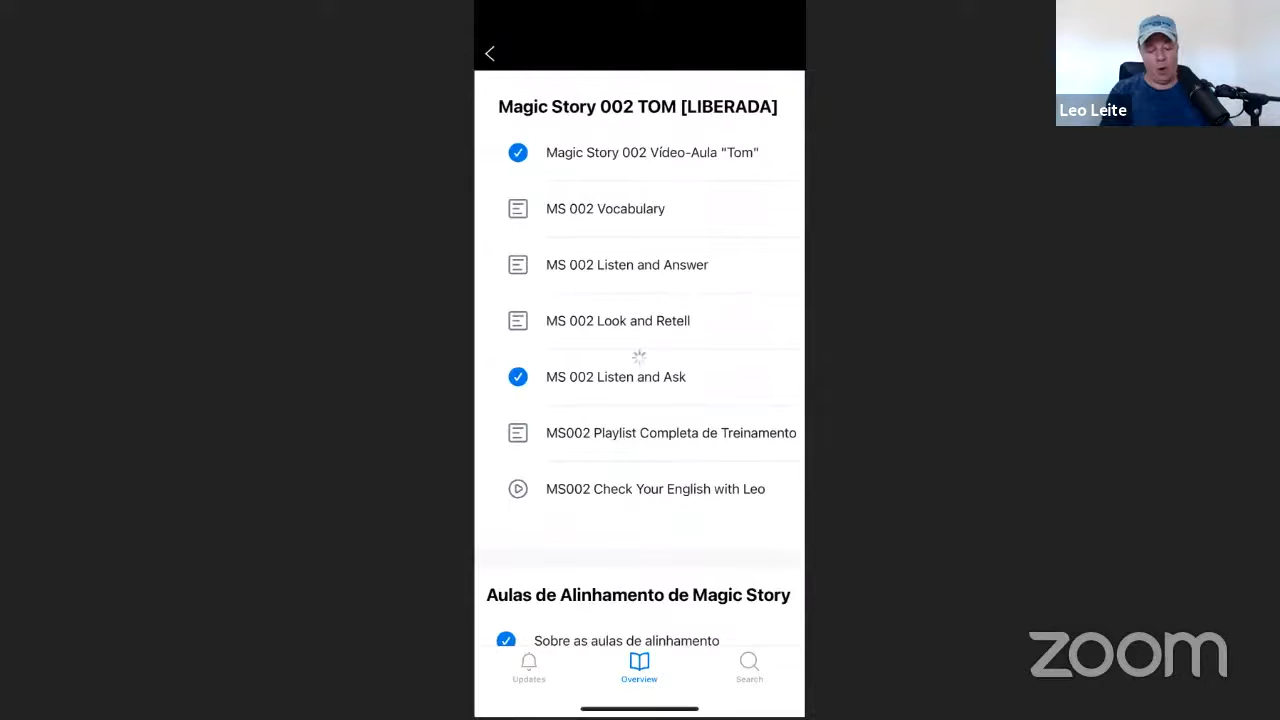 Leo Leite
Magic Story 002 TOM [LIBERADA]
Magic Story 002 Vídeo-Aula "Tom"
MS 002 Vocabulary
MS 002 Listen and Answer
MS 002 Look and Retell
MS 002 Listen and Ask
MS002 Playlist Completa de Treinamento
MS002 Check Your English with Leo
Aulas de Alinhamento de Magic Story
Sobre as aulas de alinhamento
Updates
Overview
Search
zoom